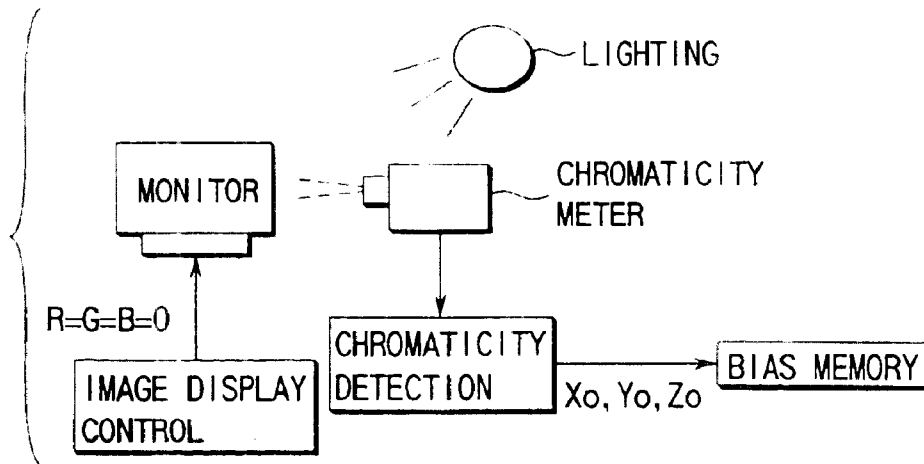 LIGHTING
MONITOR
CHROMATICITY
METER
R=G=B=0
IMAGE DISPLAY
CONTROL
CHROMATICITY
DETECTION
Xo, Yo, Zo
BIAS MEMORY